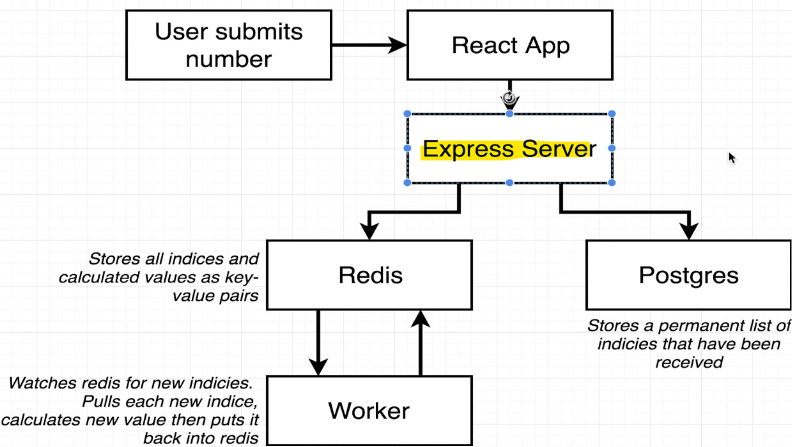 User submits
number
React App
Express Server
Stores all indices and
calculated values as key-
value pairs
Redis
Postgres
Stores a permanent list of
indicies that have been
received
Watches redis for new indicies.
Pulls each new indice,
calculates new value then puts it
back into redis
Worker